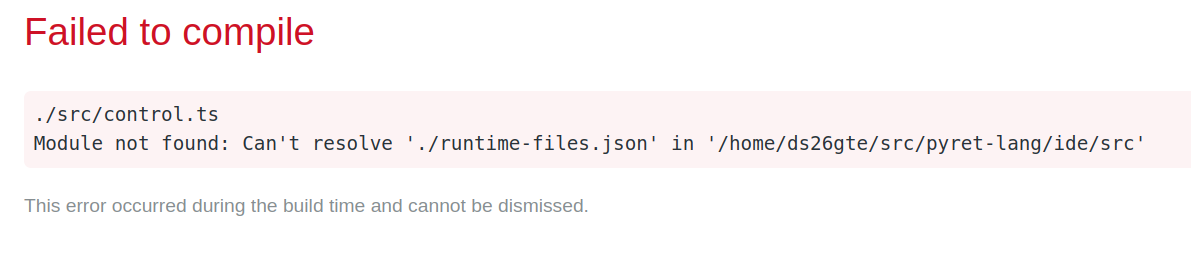 Failed to compile
./src/control.ts
Module not found: Can't resolve './runtime-files.json' in '/home/ds26gte/src/pyret-lang/ide/src'
This error occurred during the build time and cannot be dismissed.